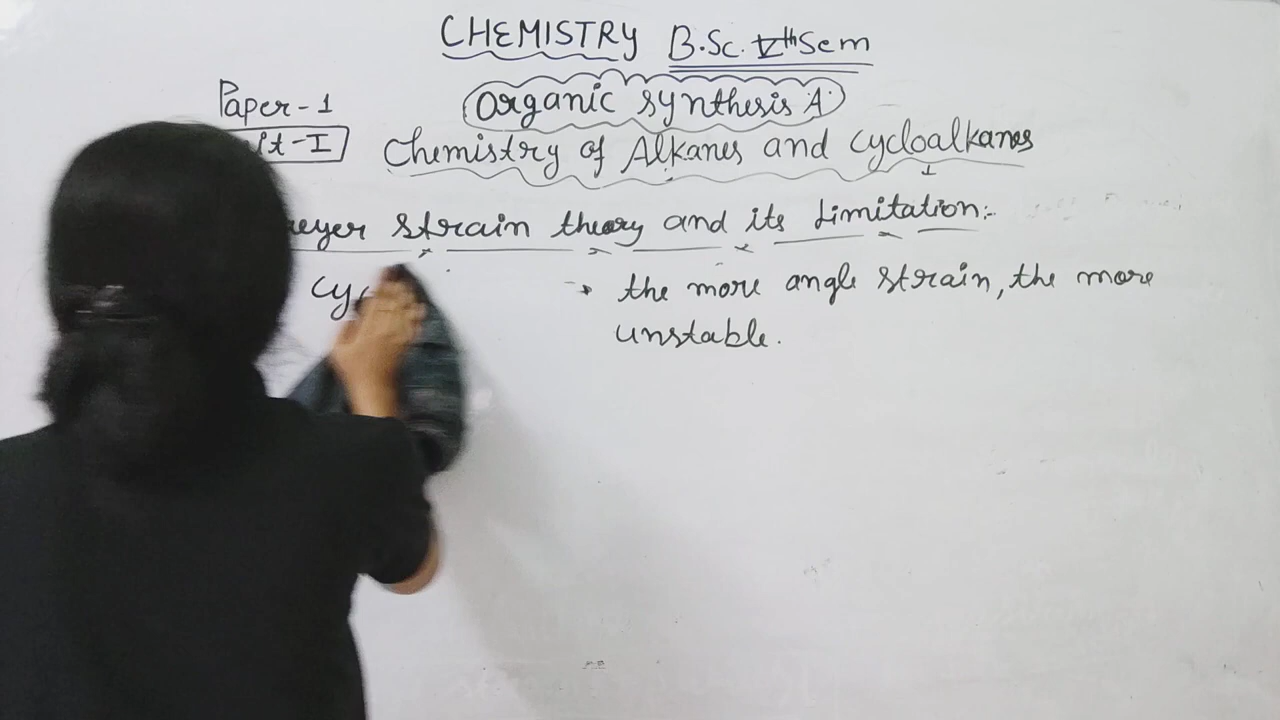 CHEMISTRY B.Sc. Vth Sem
Paper-1
Organic synthesis A
Chemistry of Alkanes and cycloalkanes
strain theory and its Limitation:-
the more angle strain, the more
unstable.